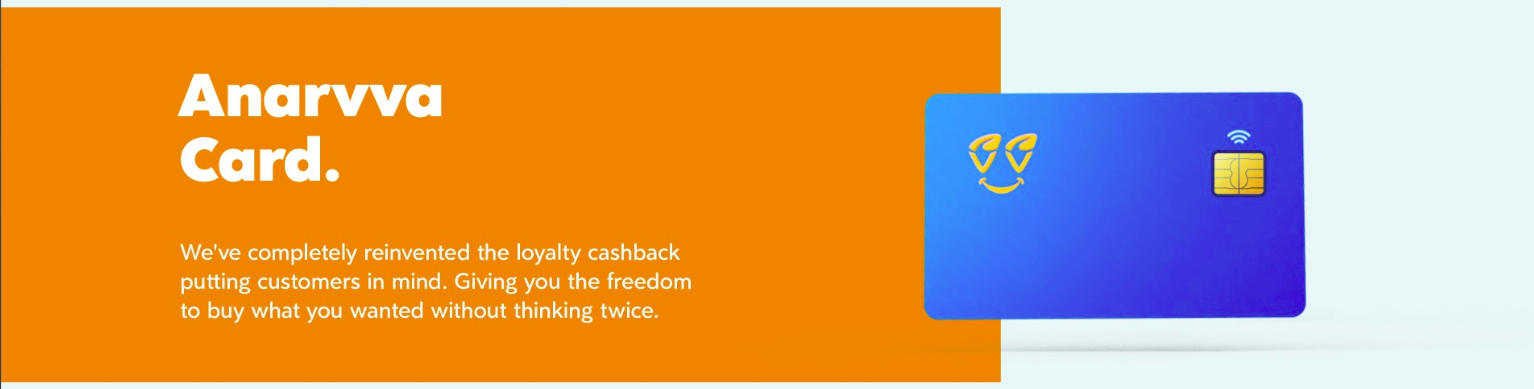 Anarvva
Card.
We've completely reinvented the loyalty cashback
putting customers in mind. Giving you the freedom
to buy what you wanted without thinking twice.